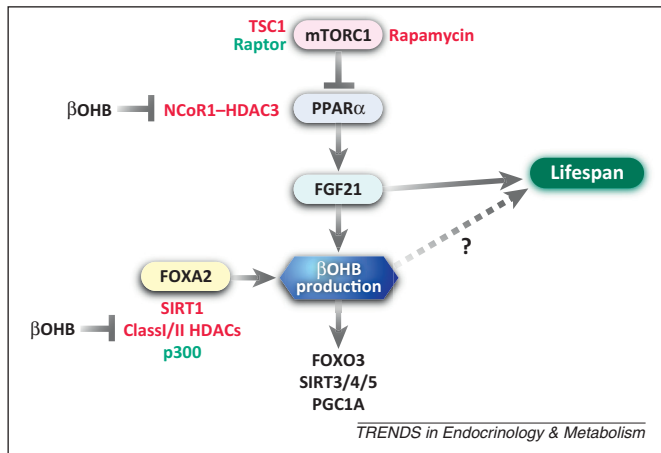 TSC1
Raptor
mTORC1
Rapamycin
βOHB
NCoR1–HDAC3
PPARα
FGF21
Lifespan
?
FOXA2
βOHB
production
SIRT1
ClassI/II HDACs
p300
βOHB
FOXO3
SIRT3/4/5
PGC1A
TRENDS in Endocrinology & Metabolism